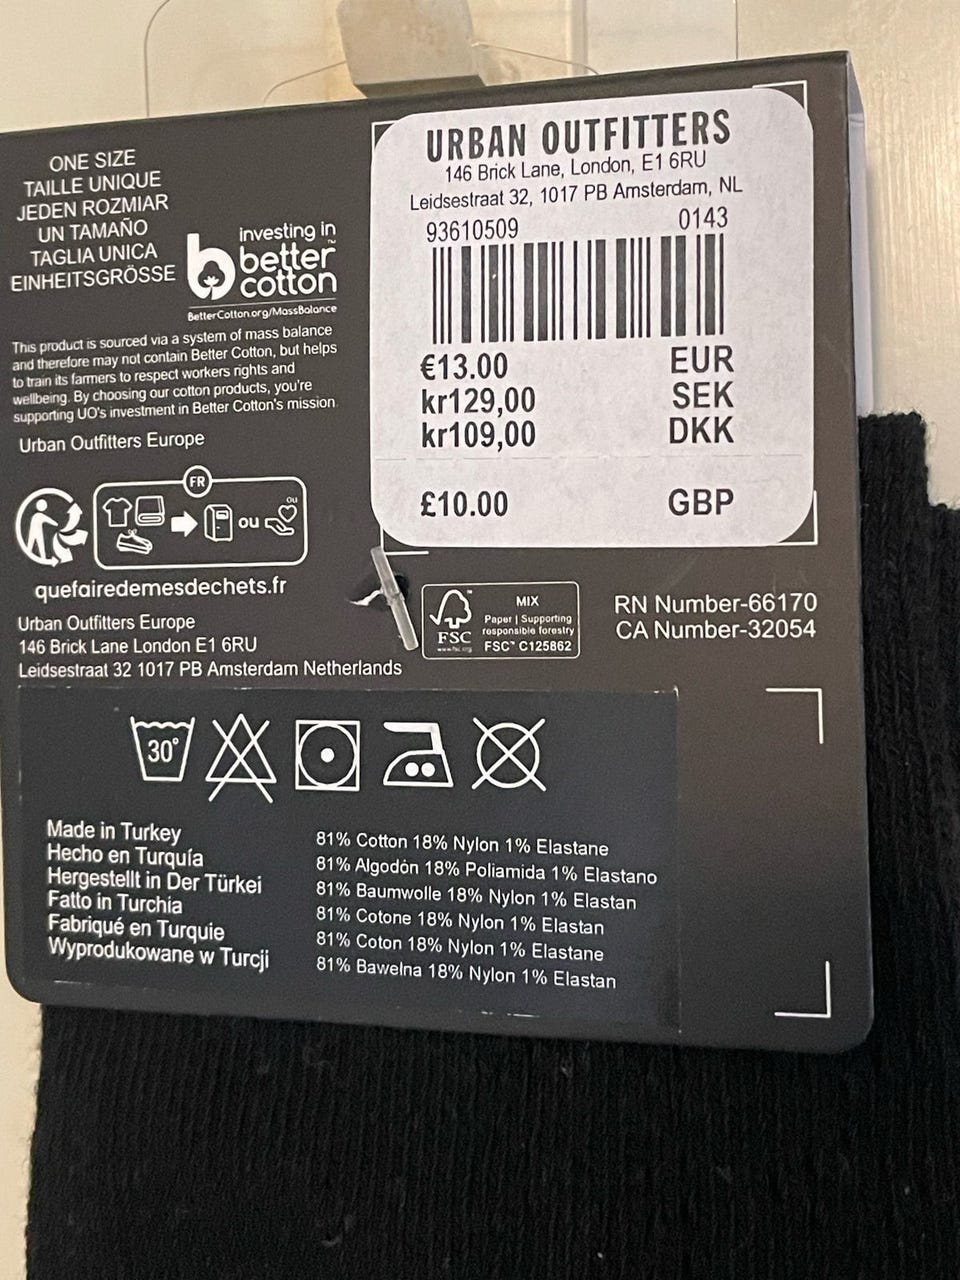 ONE SIZE
TAILLE UNIQUE
JEDEN ROZMIAR
UN TAMAÑO
TAGLIA UNICA
EINHEITSGRÖSSE
investing in
better™
cotton
BetterCotton.org/MassBalance
This product is sourced via a system of mass balance
and therefore may not contain Better Cotton, but helps
to train its farmers to respect workers rights and
wellbeing. By choosing our cotton products, you're
supporting UO's investment in Better Cotton's mission.
Urban Outfitters Europe
FR
ou
ou
quefairedemesdechets.fr
Urban Outfitters Europe
146 Brick Lane London E1 6RU
Leidsestraat 32 1017 PB Amsterdam Netherlands
URBAN OUTFITTERS
146 Brick Lane, London, E1 6RU
Leidsestraat 32, 1017 PB Amsterdam, NL
93610509 0143
€13.00 EUR
kr129,00 SEK
kr109,00 DKK
£10.00 GBP
FSC
www.fsc.org
MIX
Paper | Supporting
responsible forestry
FSC™ C125862
RN Number-66170
CA Number-32054
30°
Made in Turkey
Hecho en Turquía
Hergestellt in Der Türkei
Fatto in Turchia
Fabriqué en Turquie
Wyprodukowane w Turcji
81% Cotton 18% Nylon 1% Elastane
81% Algodón 18% Poliamida 1% Elastano
81% Baumwolle 18% Nylon 1% Elastan
81% Cotone 18% Nylon 1% Elastan
81% Coton 18% Nylon 1% Elastane
81% Bawełna 18% Nylon 1% Elastan